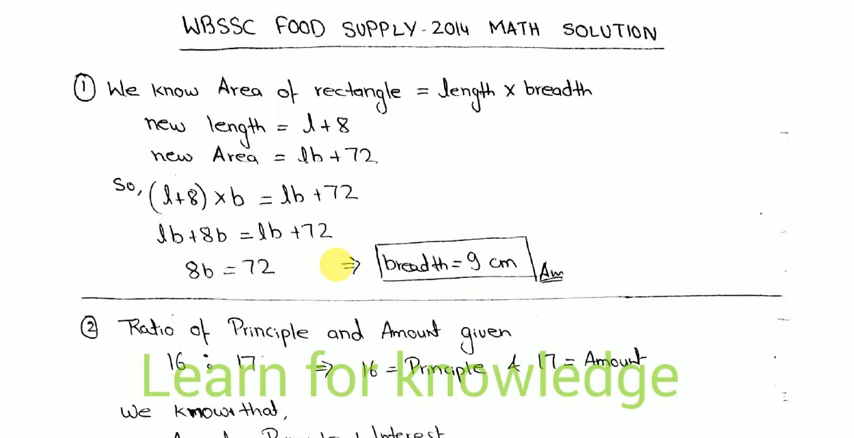 WBSSC FOOD SUPPLY-2014 MATH SOLUTION
① We know Area of rectangle = length × breadth
new length = l+8
new Area = lb+72
So, (l+8)×b = lb+72
lb+8b = lb+72
8b = 72 ⇒ breadth = 9 cm Ans
② Ratio of Principle and Amount given
16 : 17 ⇒ 16 = Principle & 17 = Amount
Learn for knowledge
We know that,
Interest